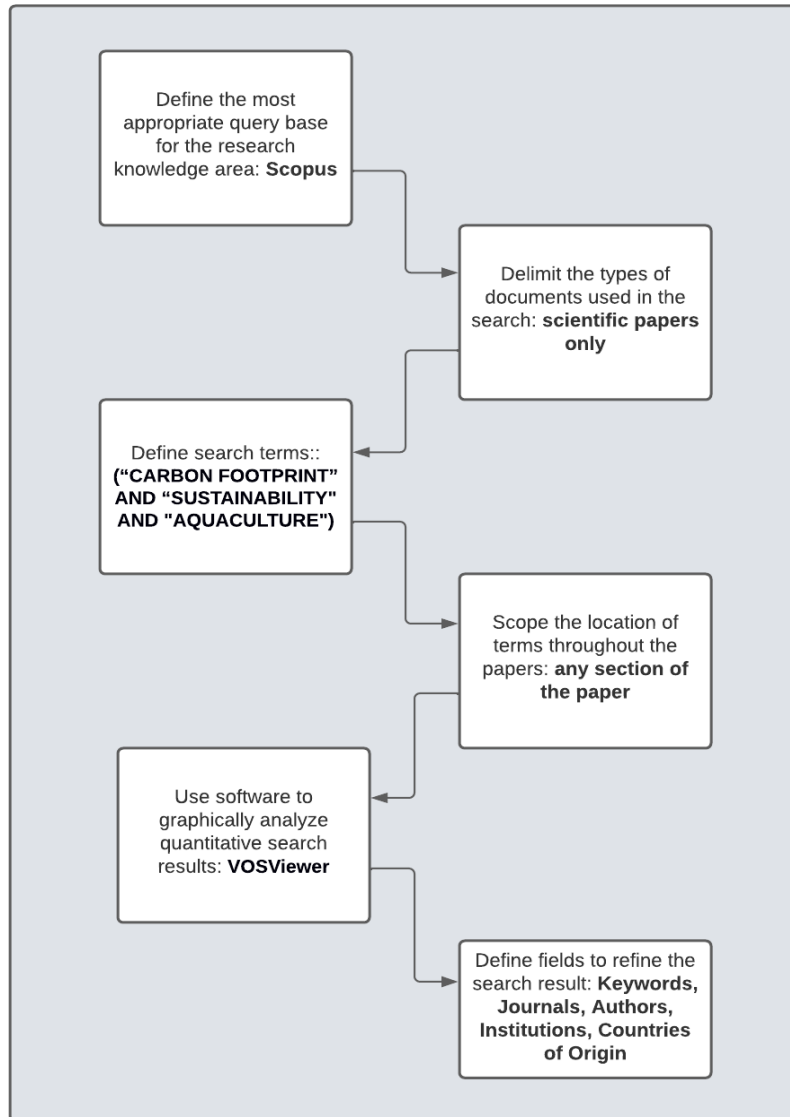 Define the most
appropriate query base
for the research
knowledge area: Scopus
Delimit the types of
documents used in the
search: scientific papers
only
Define search terms::
(“CARBON FOOTPRINT”
AND “SUSTAINABILITY"
AND "AQUACULTURE")
Scope the location of
terms throughout the
papers: any section of
the paper
Use software to
graphically analyze
quantitative search
results: VOSViewer
Define fields to refine the
search result: Keywords,
Journals, Authors,
Institutions, Countries
of Origin